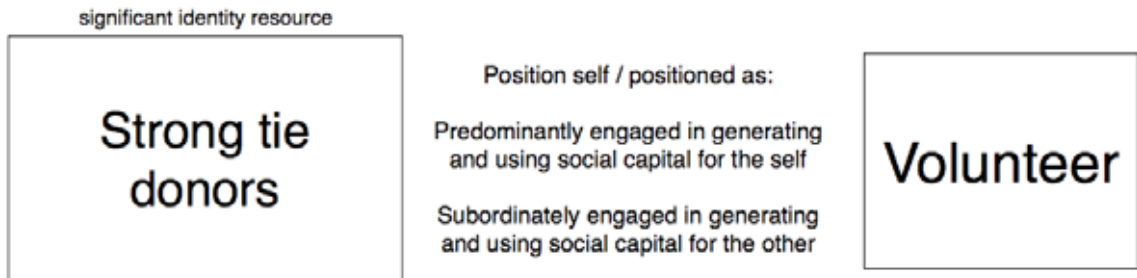 significant identity resource
Strong tie
donors
Position self / positioned as:
Predominantly engaged in generating
and using social capital for the self
Subordinately engaged in generating
and using social capital for the other
Volunteer